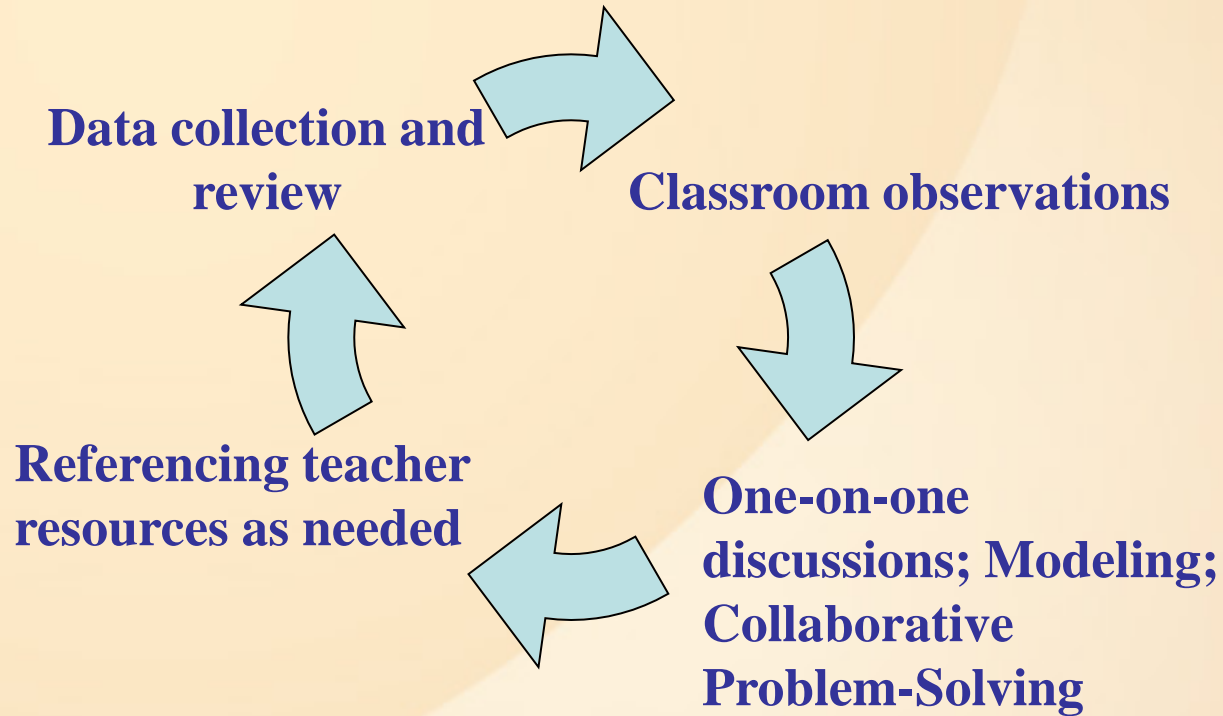 Data collection and
review
Classroom observations
One-on-one
discussions; Modeling;
Collaborative
Problem-Solving
Referencing teacher
resources as needed